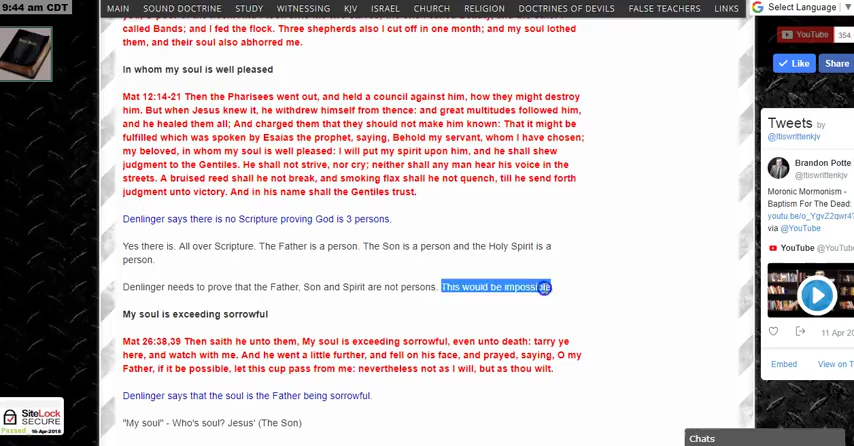 9:44 am CDT
MAIN SOUND DOCTRINE STUDY WITNESSING KJV ISRAEL CHURCH RELIGION DOCTRINES OF DEVILS FALSE TEACHERS LINKS
Select Language
called Bands; and I fed the flock. Three shepherds also I cut off in one month; and my soul lothed
them, and their soul also abhorred me.
In whom my soul is well pleased
Mat 12:14-21 Then the Pharisees went out, and held a council against him, how they might destroy
him. But when Jesus knew it, he withdrew himself from thence: and great multitudes followed him,
and he healed them all; And charged them that they should not make him known: That it might be
fulfilled which was spoken by Esaias the prophet, saying, Behold my servant, whom I have chosen;
my beloved, in whom my soul is well pleased: I will put my spirit upon him, and he shall shew
judgment to the Gentiles. He shall not strive, nor cry; neither shall any man hear his voice in the
streets. A bruised reed shall he not break, and smoking flax shall he not quench, till he send forth
judgment unto victory. And in his name shall the Gentiles trust.
Denlinger says there is no Scripture proving God is 3 persons.
Yes there is. All over Scripture. The Father is a person. The Son is a person and the Holy Spirit is a
person.
Denlinger needs to prove that the Father, Son and Spirit are not persons. This would be impossible
My soul is exceeding sorrowful
Mat 26:38,39 Then saith he unto them, My soul is exceeding sorrowful, even unto death: tarry ye
here, and watch with me. And he went a little further, and fell on his face, and prayed, saying, O my
Father, if it be possible, let this cup pass from me: nevertheless not as I will, but as thou wilt.
Denlinger says that the soul is the Father being sorrowful.
"My soul" - Who's soul? Jesus' (The Son)
YouTube 354
Like Share
Tweets by
@Itiswrittenkjv
Brandon Potte
@itiswrittenkjv
Moronic Mormonism -
Baptism For The Dead:
youtu.be/o_YgvZ2qwr4?
via @YouTube
YouTube @YouTub
11 Apr 20
Embed View on T
SiteLock
SECURE
Passed 16-Apr-2018
Chats